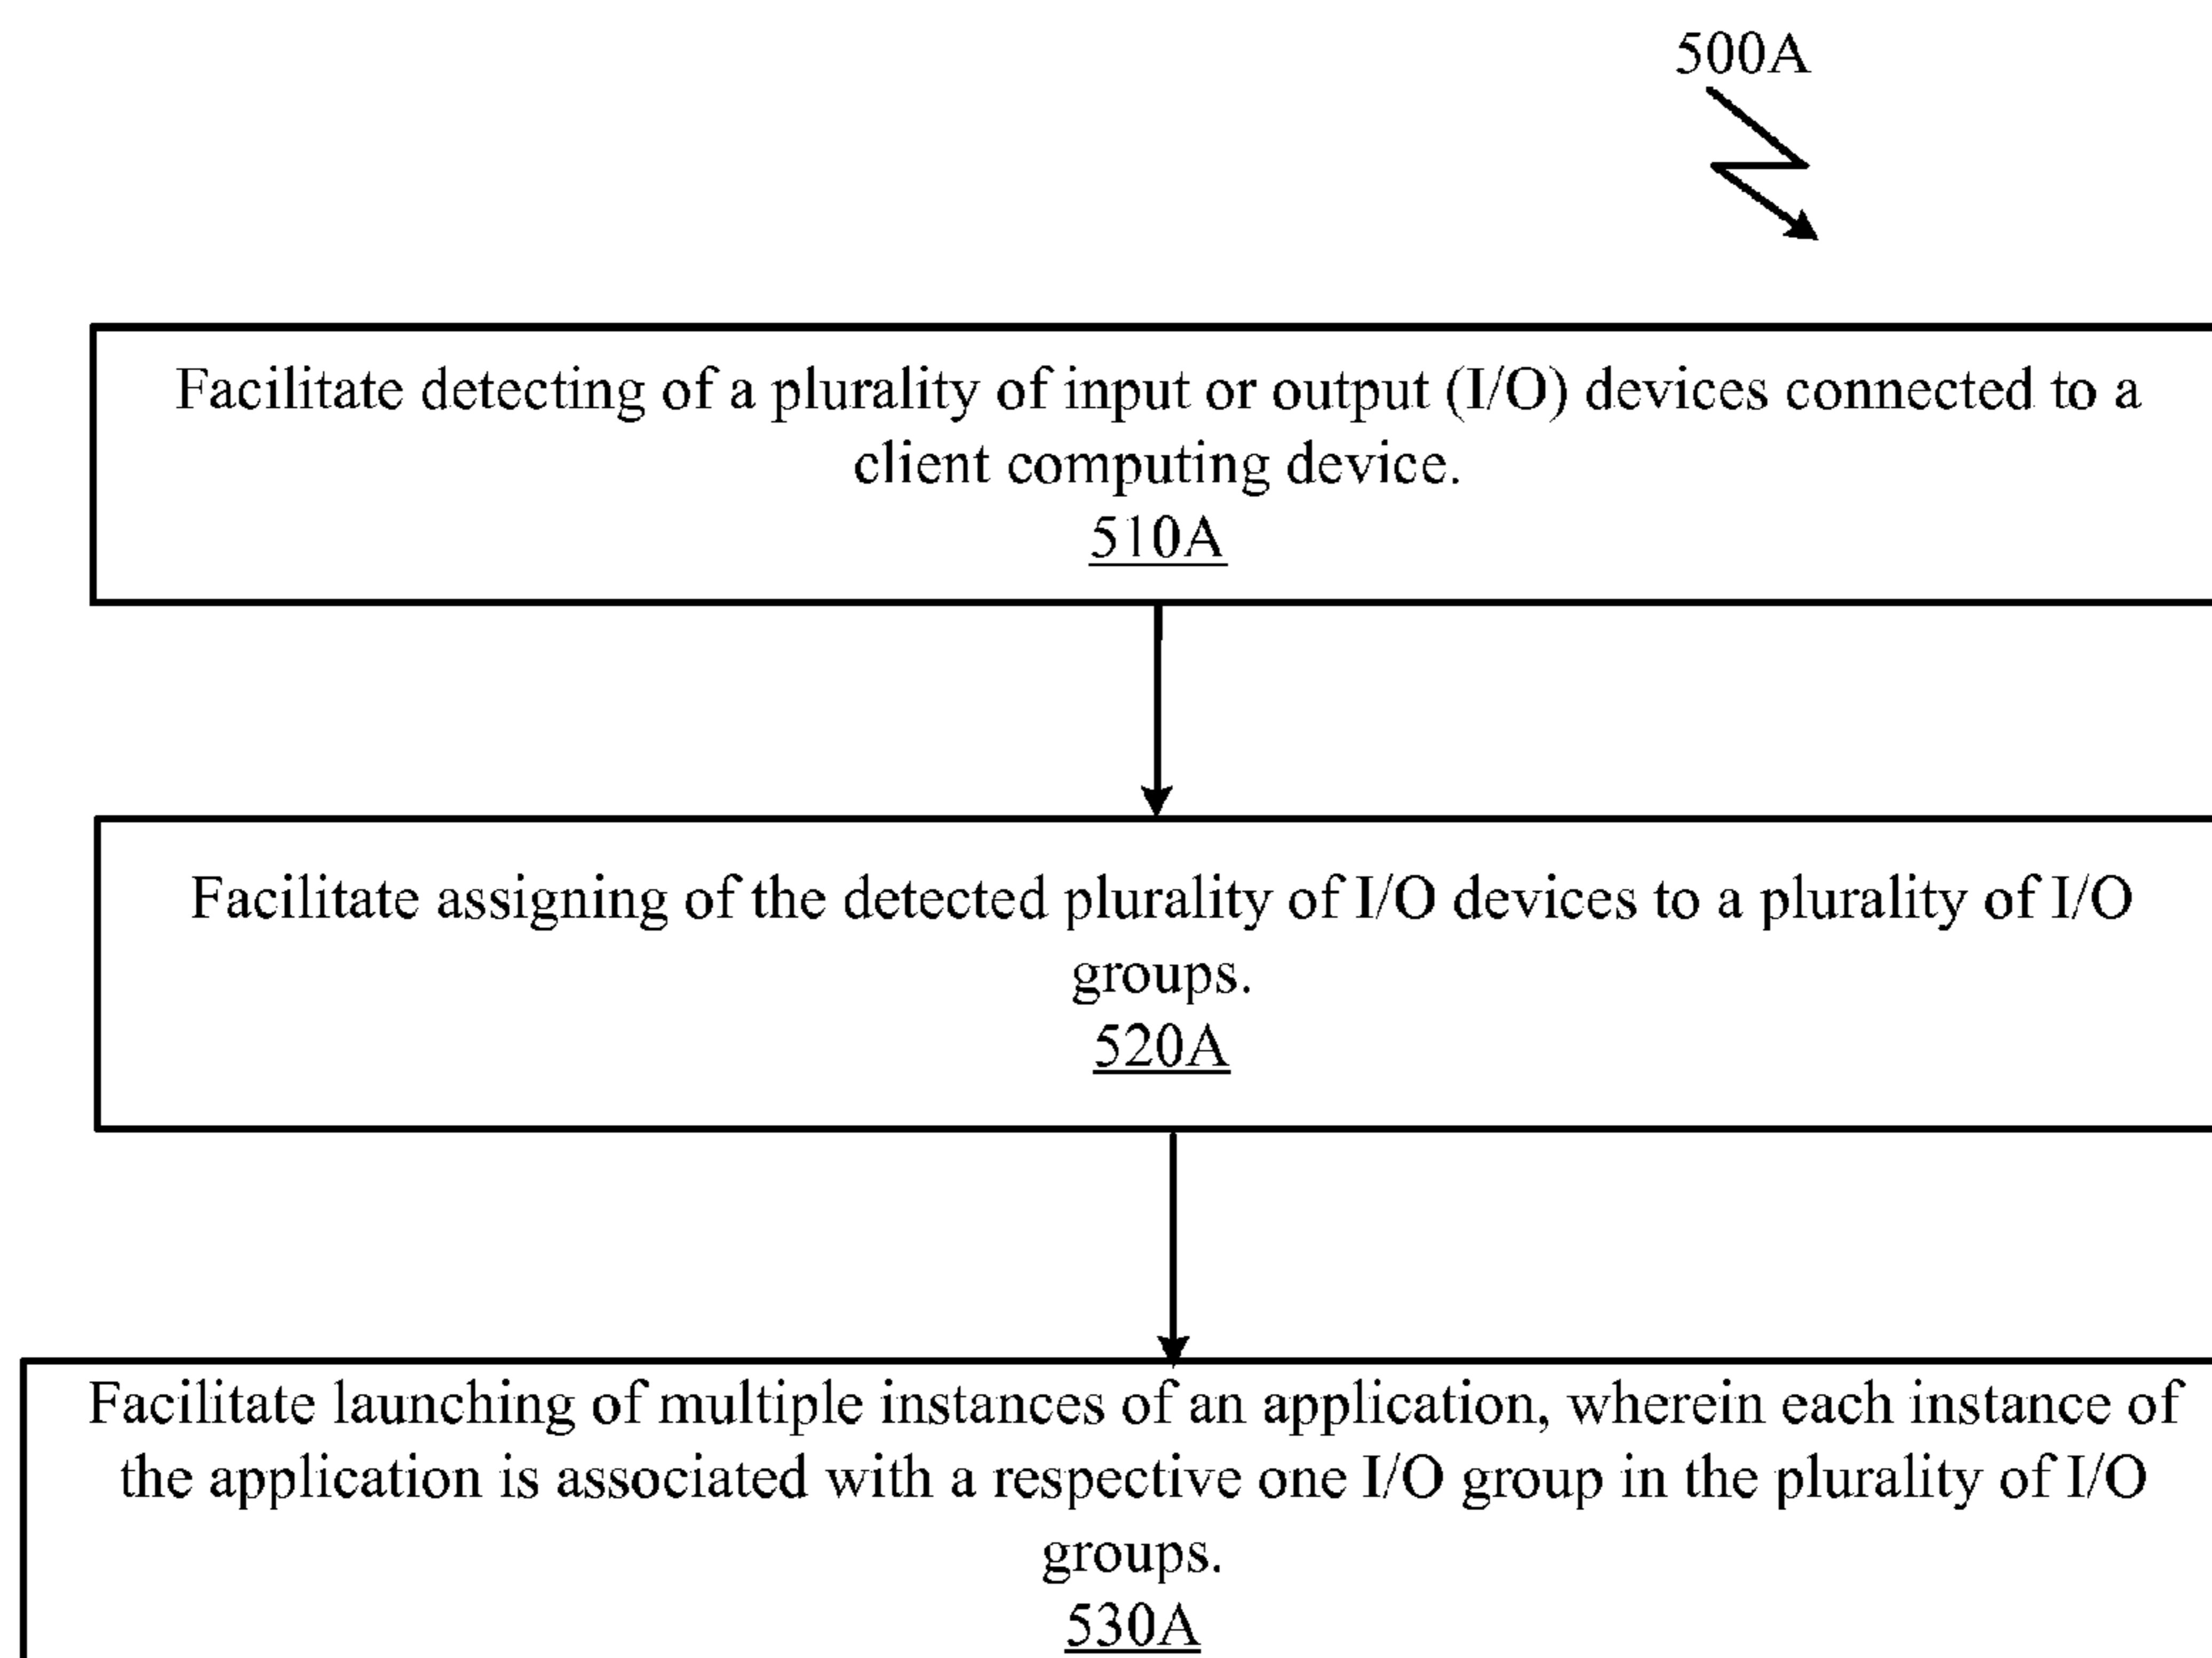 500A
Facilitate detecting of a plurality of input or output (I/O) devices connected to a
client computing device.
510A
Facilitate assigning of the detected plurality of I/O devices to a plurality of I/O
groups.
520A
Facilitate launching of multiple instances of an application, wherein each instance of
the application is associated with a respective one I/O group in the plurality of I/O
groups.
530A